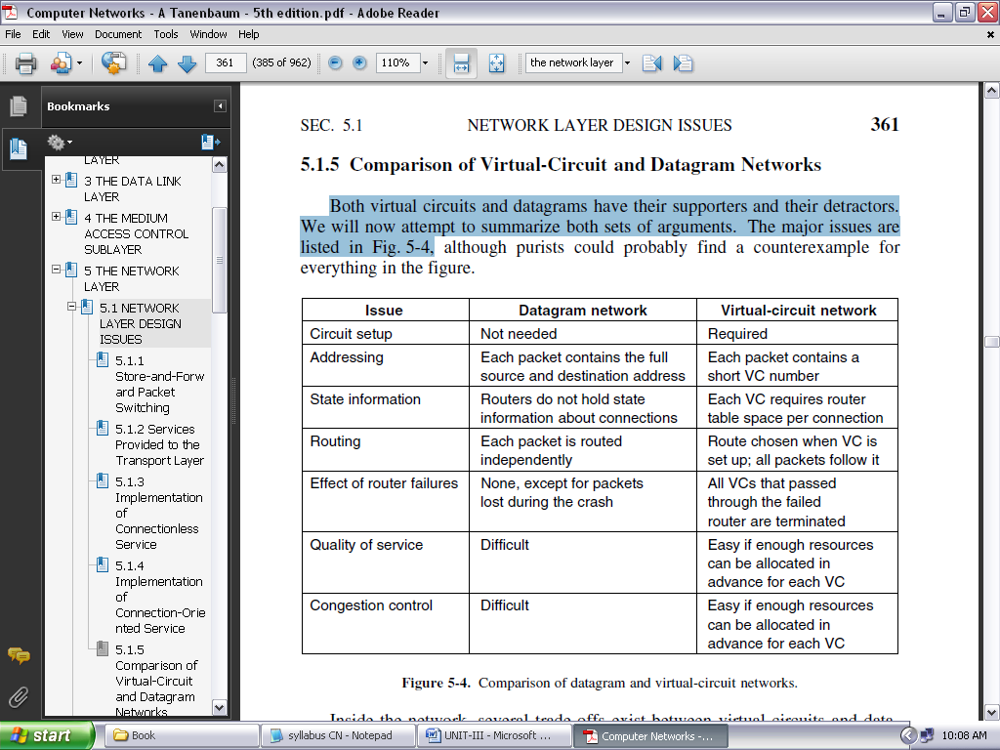 Computer Networks - A Tanenbaum - 5th edition.pdf - Adobe Reader
File Edit View Document Tools Window Help
361 (385 of 962) 110% the network layer
Bookmarks
LAYER
3 THE DATA LINK
LAYER
4 THE MEDIUM
ACCESS CONTROL
SUBLAYER
5 THE NETWORK
LAYER
5.1 NETWORK
LAYER DESIGN
ISSUES
5.1.1
Store-and-Forw
ard Packet
Switching
5.1.2 Services
Provided to the
Transport Layer
5.1.3
Implementation
of
Connectionless
Service
5.1.4
Implementation
of
Connection-Orie
nted Service
5.1.5
Comparison of
Virtual-Circuit
and Datagram
Networks
SEC. 5.1 NETWORK LAYER DESIGN ISSUES 361
5.1.5 Comparison of Virtual-Circuit and Datagram Networks
Both virtual circuits and datagrams have their supporters and their detractors.
We will now attempt to summarize both sets of arguments. The major issues are
listed in Fig. 5-4, although purists could probably find a counterexample for
everything in the figure.
Issue Datagram network Virtual-circuit network
Circuit setup Not needed Required
Addressing Each packet contains the full Each packet contains a
source and destination address short VC number
State information Routers do not hold state Each VC requires router
information about connections table space per connection
Routing Each packet is routed Route chosen when VC is
independently set up; all packets follow it
Effect of router failures None, except for packets All VCs that passed
lost during the crash through the failed
router are terminated
Quality of service Difficult Easy if enough resources
can be allocated in
advance for each VC
Congestion control Difficult Easy if enough resources
can be allocated in
advance for each VC
Figure 5-4. Comparison of datagram and virtual-circuit networks.
Inside the network, several trade-offs exist between virtual circuits and data-
start Book syllabus CN - Notepad UNIT-III - Microsoft ... Computer Networks -... 10:08 AM